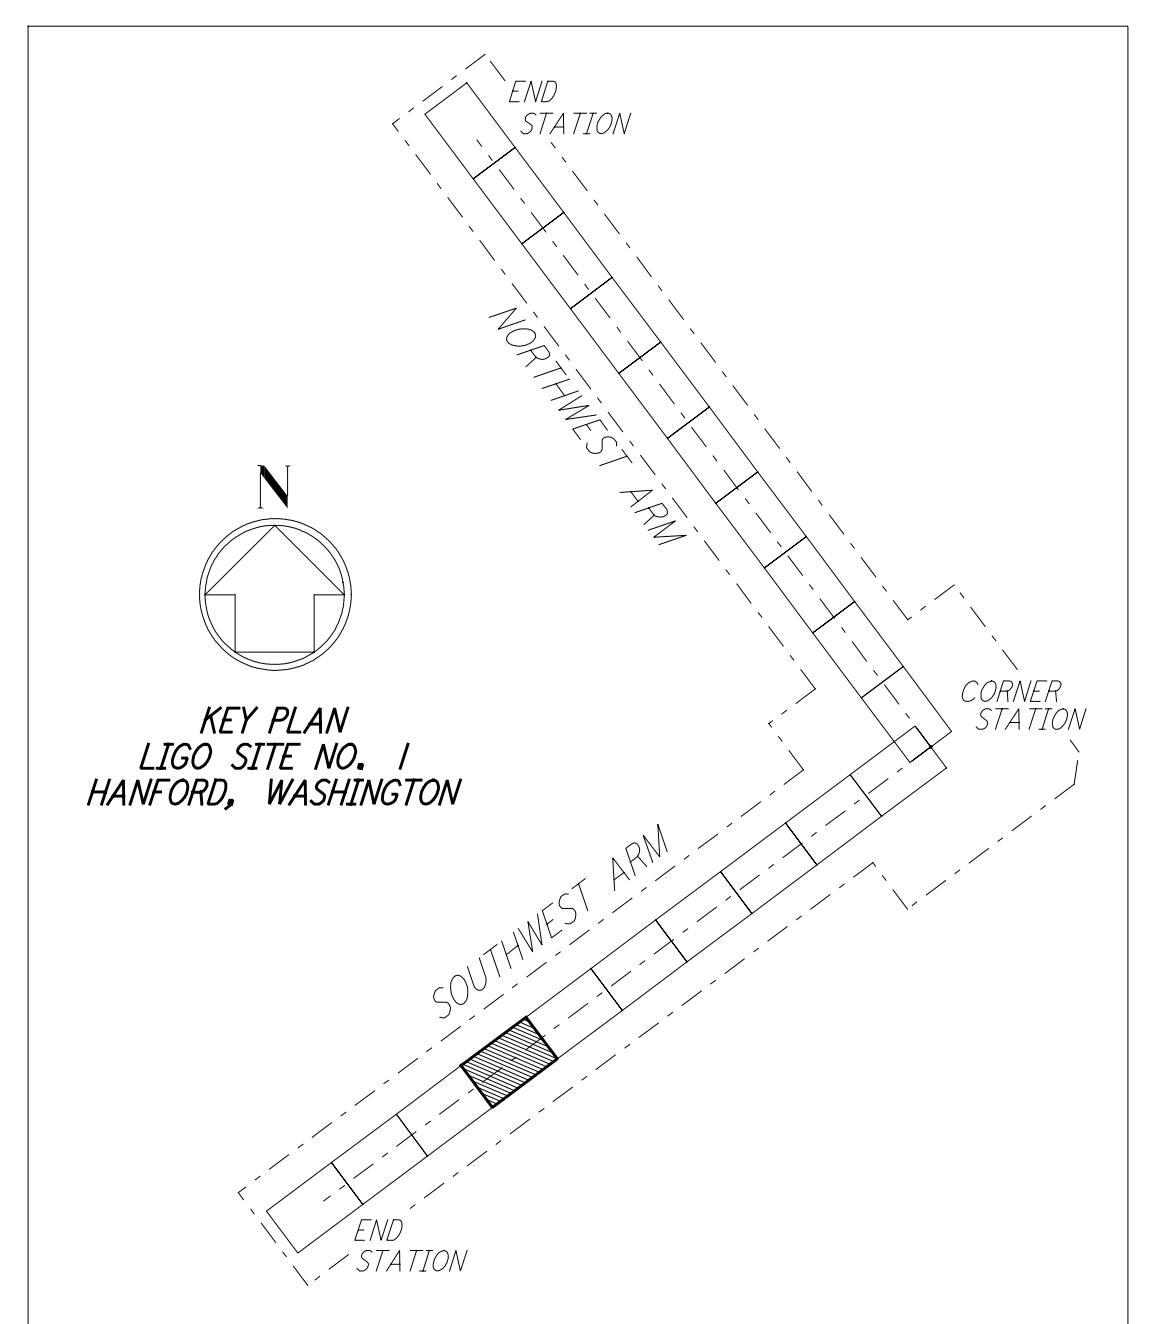 END
STATION
NORTHWEST ARM
N
KEY PLAN
LIGO SITE NO. 1
HANFORD, WASHINGTON
CORNER
STATION
SOUTHWEST ARM
END
STATION